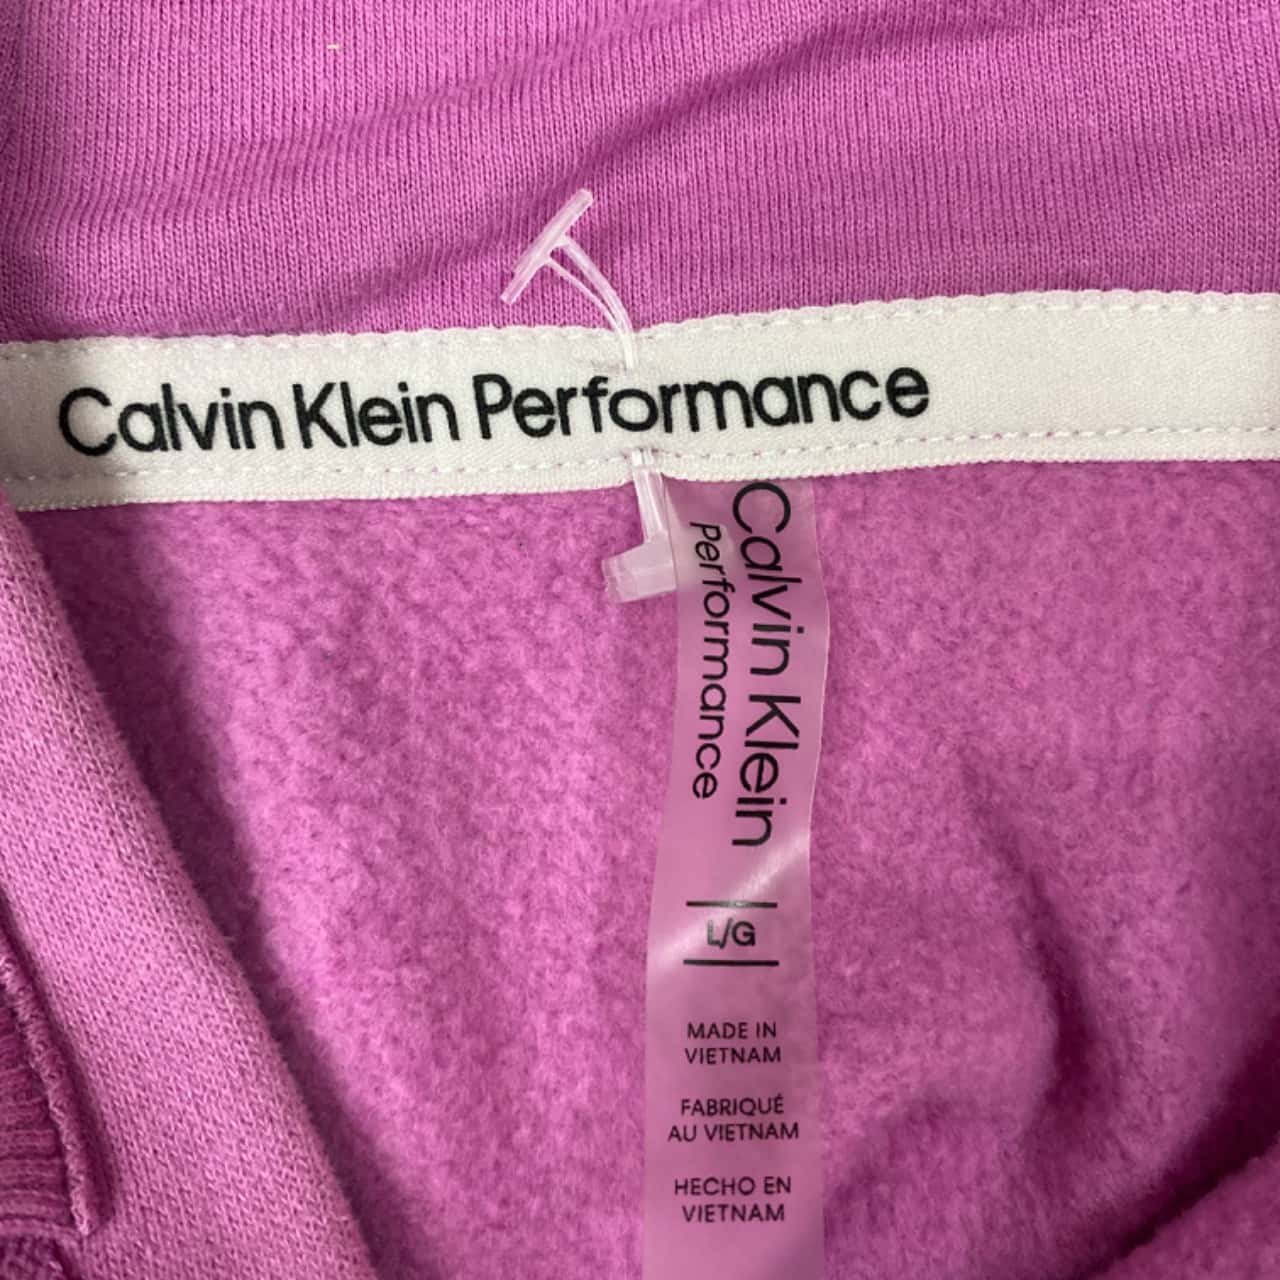 Calvin Klein Performance
Calvin Klein
Performance
L/G
MADE IN
VIETNAM
FABRIQUÉ
AU VIETNAM
HECHO EN
VIETNAM